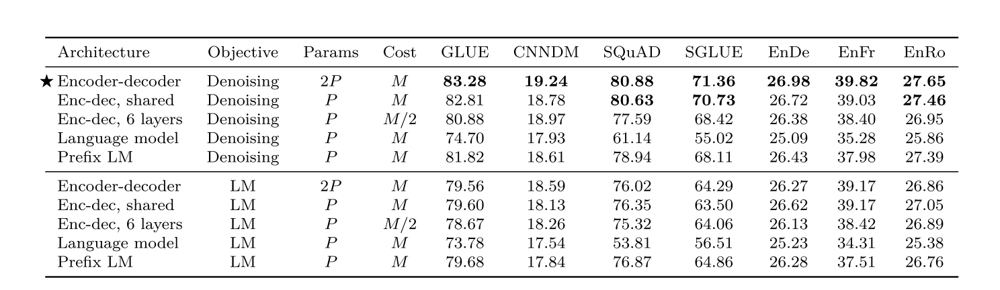 Architecture Objective Params Cost GLUE CNNDM SQuAD SGLUE EnDe EnFr EnRo
★ Encoder-decoder Denoising 2P M 83.28 19.24 80.88 71.36 26.98 39.82 27.65
Enc-dec, shared Denoising P M 82.81 18.78 80.63 70.73 26.72 39.03 27.46
Enc-dec, 6 layers Denoising P M/2 80.88 18.97 77.59 68.42 26.38 38.40 26.95
Language model Denoising P M 74.70 17.93 61.14 55.02 25.09 35.28 25.86
Prefix LM Denoising P M 81.82 18.61 78.94 68.11 26.43 37.98 27.39
Encoder-decoder LM 2P M 79.56 18.59 76.02 64.29 26.27 39.17 26.86
Enc-dec, shared LM P M 79.60 18.13 76.35 63.50 26.62 39.17 27.05
Enc-dec, 6 layers LM P M/2 78.67 18.26 75.32 64.06 26.13 38.42 26.89
Language model LM P M 73.78 17.54 53.81 56.51 25.23 34.31 25.38
Prefix LM LM P M 79.68 17.84 76.87 64.86 26.28 37.51 26.76